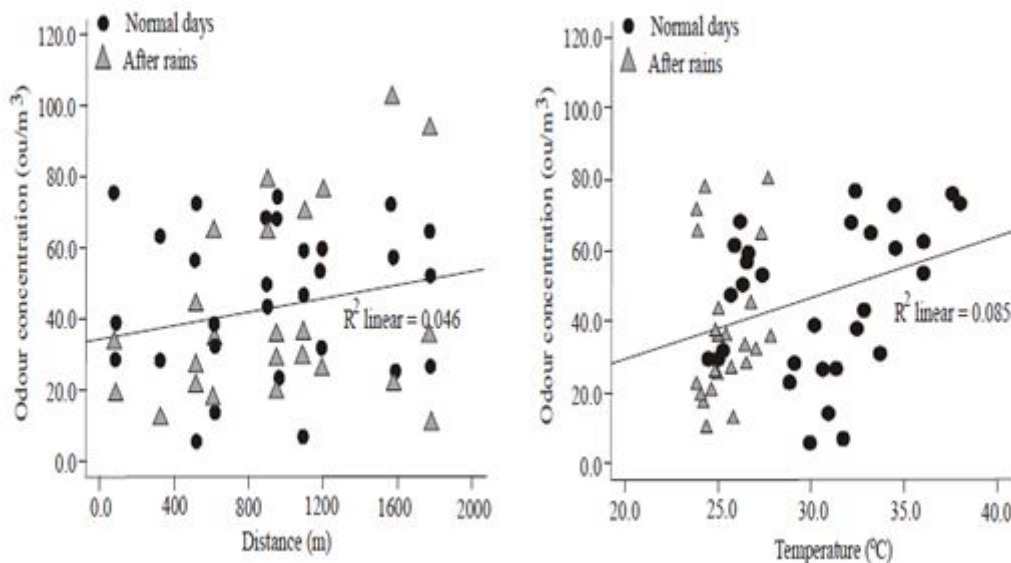 Normal days
After rains
Odour concentration (ou/m³)
120.0
100.0
80.0
60.0
40.0
20.0
0.0
R² linear = 0.046
0.0 400 800 1200 1600 2000
Distance (m)
Normal days
After rains
Odour concentration (ou/m³)
120.0
100.0
80.0
60.0
40.0
20.0
0.0
R² linear = 0.085
20.0 25.0 30.0 35.0 40.0
Temperature (⁰C)